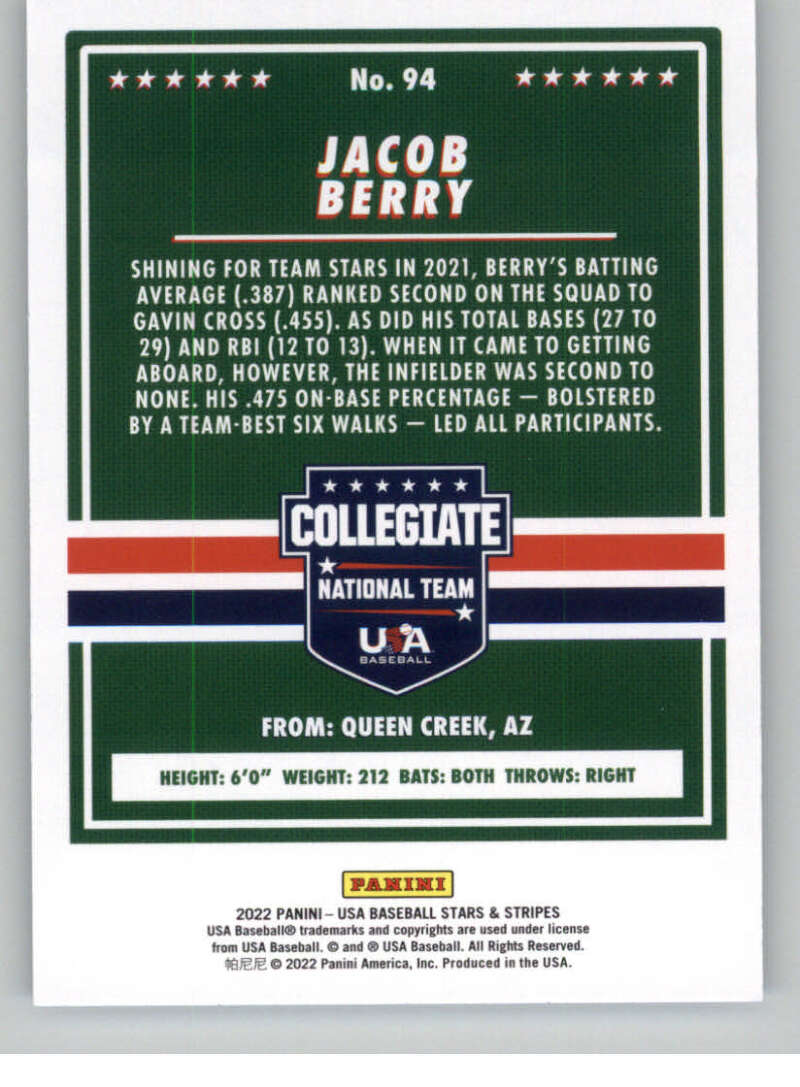 No. 94
JACOB
BERRY
SHINING FOR TEAM STARS IN 2021, BERRY'S BATTING
AVERAGE (.387) RANKED SECOND ON THE SQUAD TO
GAVIN CROSS (.455). AS DID HIS TOTAL BASES (27 TO
29) AND RBI (12 TO 13). WHEN IT CAME TO GETTING
ABOARD, HOWEVER, THE INFIELDER WAS SECOND TO
NONE. HIS .475 ON-BASE PERCENTAGE — BOLSTERED
BY A TEAM-BEST SIX WALKS — LED ALL PARTICIPANTS.
COLLEGIATE
NATIONAL TEAM
USA
BASEBALL
FROM: QUEEN CREEK, AZ
HEIGHT: 6'0" WEIGHT: 212 BATS: BOTH THROWS: RIGHT
PANINI
2022 PANINI – USA BASEBALL STARS & STRIPES
USA Baseball® trademarks and copyrights are used under license
from USA Baseball. © and ® USA Baseball. All Rights Reserved.
帕尼尼 © 2022 Panini America, Inc. Produced in the USA.